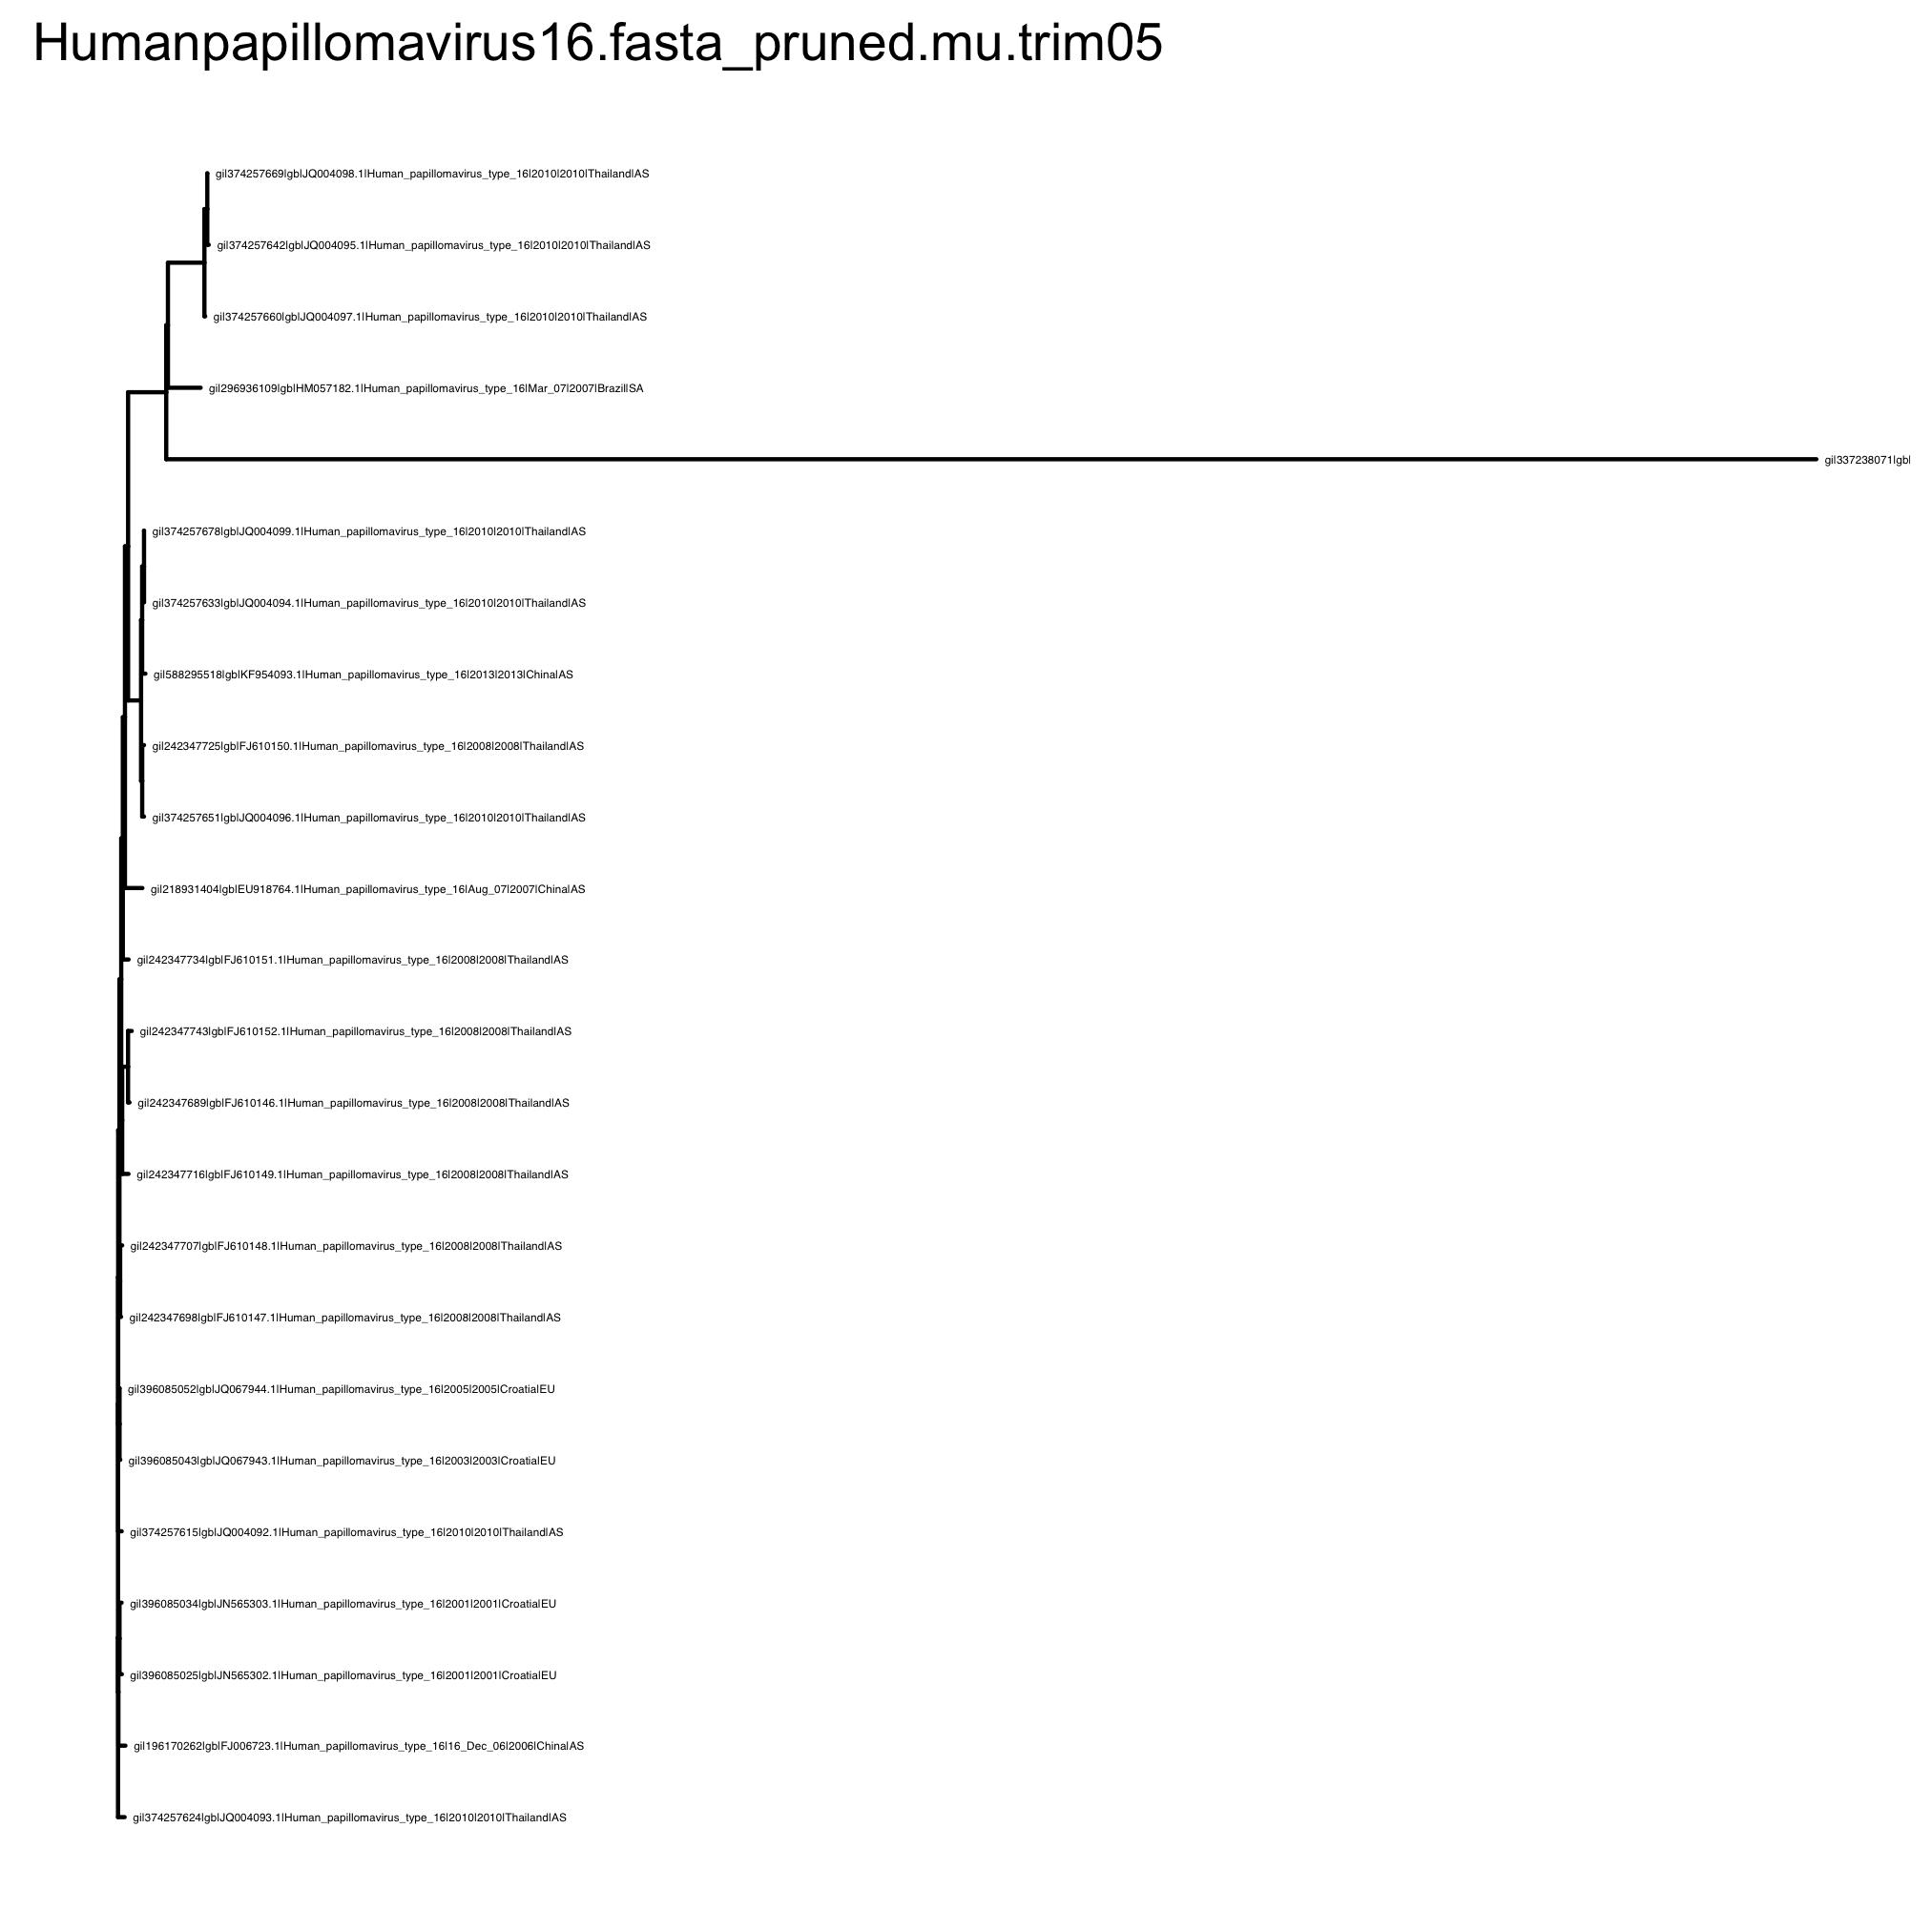 Humanpapillomavirus16.fasta_pruned.mu.trim05
gi|374257669|gb|JQ004098.1|Human_papillomavirus_type_16|2010|2010|Thailand|AS
gi|374257642|gb|JQ004095.1|Human_papillomavirus_type_16|2010|2010|Thailand|AS
gi|374257660|gb|JQ004097.1|Human_papillomavirus_type_16|2010|2010|Thailand|AS
gi|296936109|gb|HM057182.1|Human_papillomavirus_type_16|Mar_07|2007|Brazil|SA
gi|337238071|gb|
gi|374257678|gb|JQ004099.1|Human_papillomavirus_type_16|2010|2010|Thailand|AS
gi|374257633|gb|JQ004094.1|Human_papillomavirus_type_16|2010|2010|Thailand|AS
gi|588295518|gb|KF954093.1|Human_papillomavirus_type_16|2013|2013|China|AS
gi|242347725|gb|FJ610150.1|Human_papillomavirus_type_16|2008|2008|Thailand|AS
gi|374257651|gb|JQ004096.1|Human_papillomavirus_type_16|2010|2010|Thailand|AS
gi|218931404|gb|EU918764.1|Human_papillomavirus_type_16|Aug_07|2007|China|AS
gi|242347734|gb|FJ610151.1|Human_papillomavirus_type_16|2008|2008|Thailand|AS
gi|242347743|gb|FJ610152.1|Human_papillomavirus_type_16|2008|2008|Thailand|AS
gi|242347689|gb|FJ610146.1|Human_papillomavirus_type_16|2008|2008|Thailand|AS
gi|242347716|gb|FJ610149.1|Human_papillomavirus_type_16|2008|2008|Thailand|AS
gi|242347707|gb|FJ610148.1|Human_papillomavirus_type_16|2008|2008|Thailand|AS
gi|242347698|gb|FJ610147.1|Human_papillomavirus_type_16|2008|2008|Thailand|AS
gi|396085052|gb|JQ067944.1|Human_papillomavirus_type_16|2005|2005|Croatia|EU
gi|396085043|gb|JQ067943.1|Human_papillomavirus_type_16|2003|2003|Croatia|EU
gi|374257615|gb|JQ004092.1|Human_papillomavirus_type_16|2010|2010|Thailand|AS
gi|396085034|gb|JN565303.1|Human_papillomavirus_type_16|2001|2001|Croatia|EU
gi|396085025|gb|JN565302.1|Human_papillomavirus_type_16|2001|2001|Croatia|EU
gi|196170262|gb|FJ006723.1|Human_papillomavirus_type_16|16_Dec_06|2006|China|AS
gi|374257624|gb|JQ004093.1|Human_papillomavirus_type_16|2010|2010|Thailand|AS